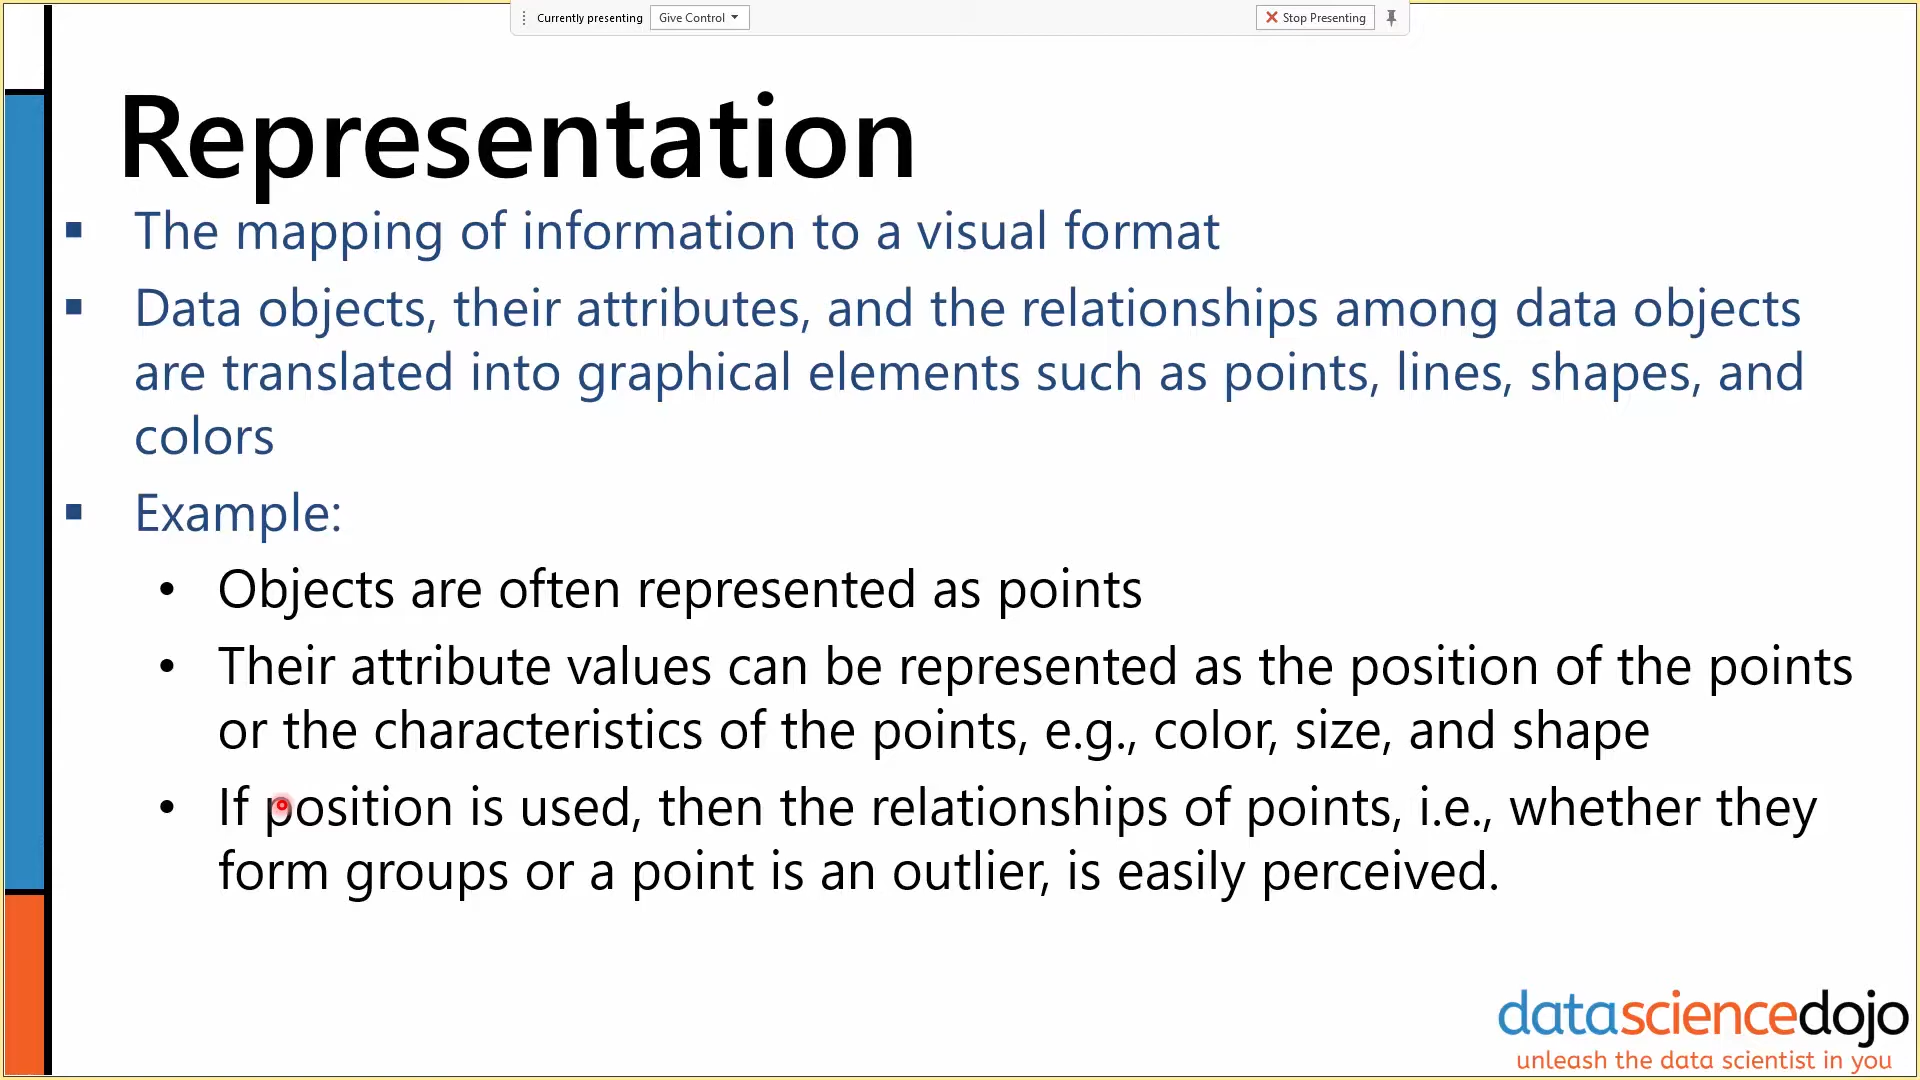 Currently presenting
Give Control
Stop Presenting
Representation
The mapping of information to a visual format
Data objects, their attributes, and the relationships among data objects
are translated into graphical elements such as points, lines, shapes, and
colors
Example:
Objects are often represented as points
Their attribute values can be represented as the position of the points
or the characteristics of the points, e.g., color, size, and shape
If position is used, then the relationships of points, i.e., whether they
form groups or a point is an outlier, is easily perceived.
datasciencedojo
unleash the data scientist in you